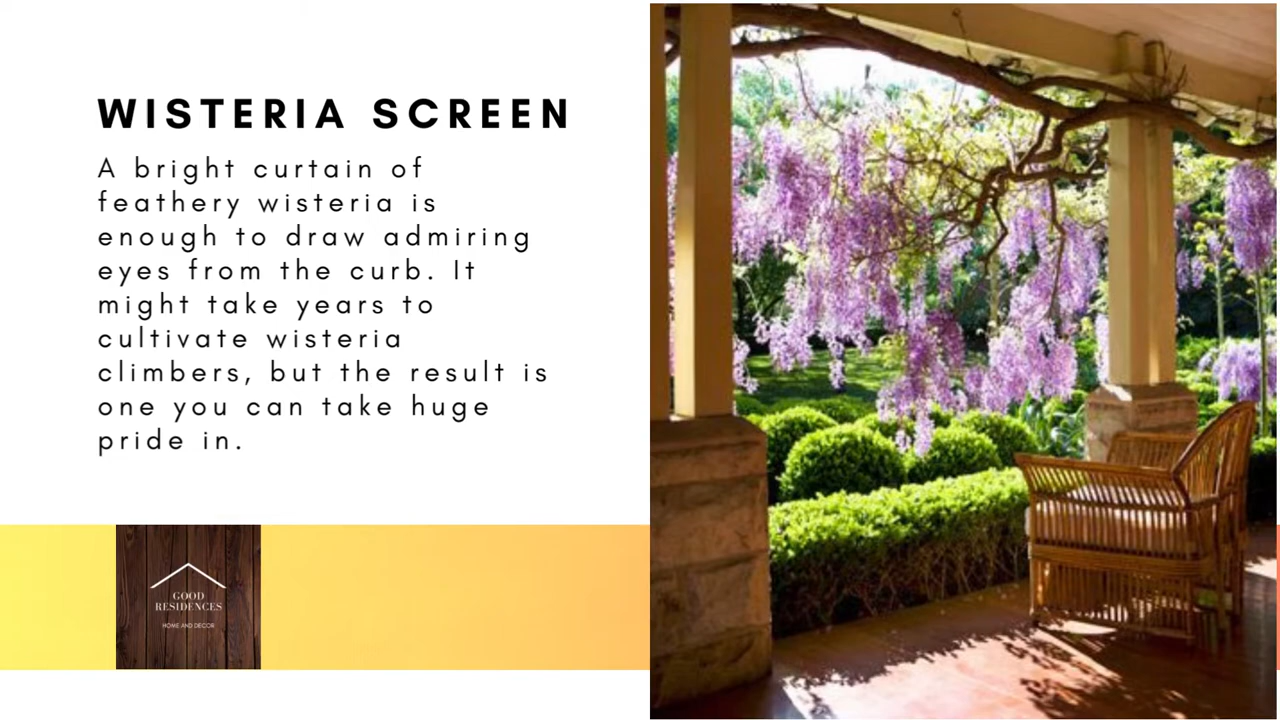 WISTERIA SCREEN
A bright curtain of
feathery wisteria is
enough to draw admiring
eyes from the curb. It
might take years to
cultivate wisteria
climbers, but the result is
one you can take huge
pride in.
GOOD
RESIDENCES
HOME AND DECOR